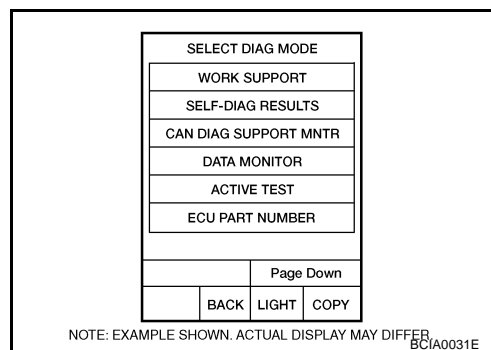 SELECT DIAG MODE
WORK SUPPORT
SELF-DIAG RESULTS
CAN DIAG SUPPORT MNTR
DATA MONITOR
ACTIVE TEST
ECU PART NUMBER
Page Down
BACK LIGHT COPY
NOTE: EXAMPLE SHOWN. ACTUAL DISPLAY MAY DIFFER.
BCIA0031E